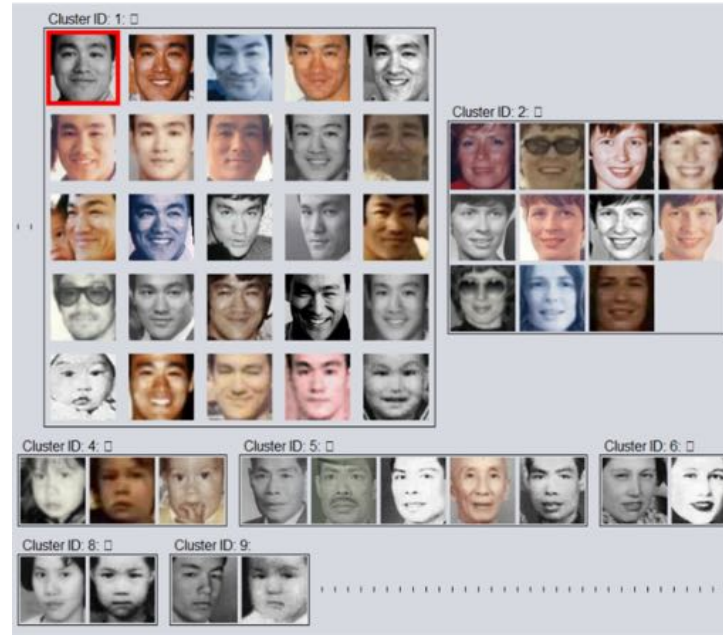 Cluster ID: 1: □
Cluster ID: 2: □
Cluster ID: 4: □
Cluster ID: 5: □
Cluster ID: 6: □
Cluster ID: 8: □
Cluster ID: 9: